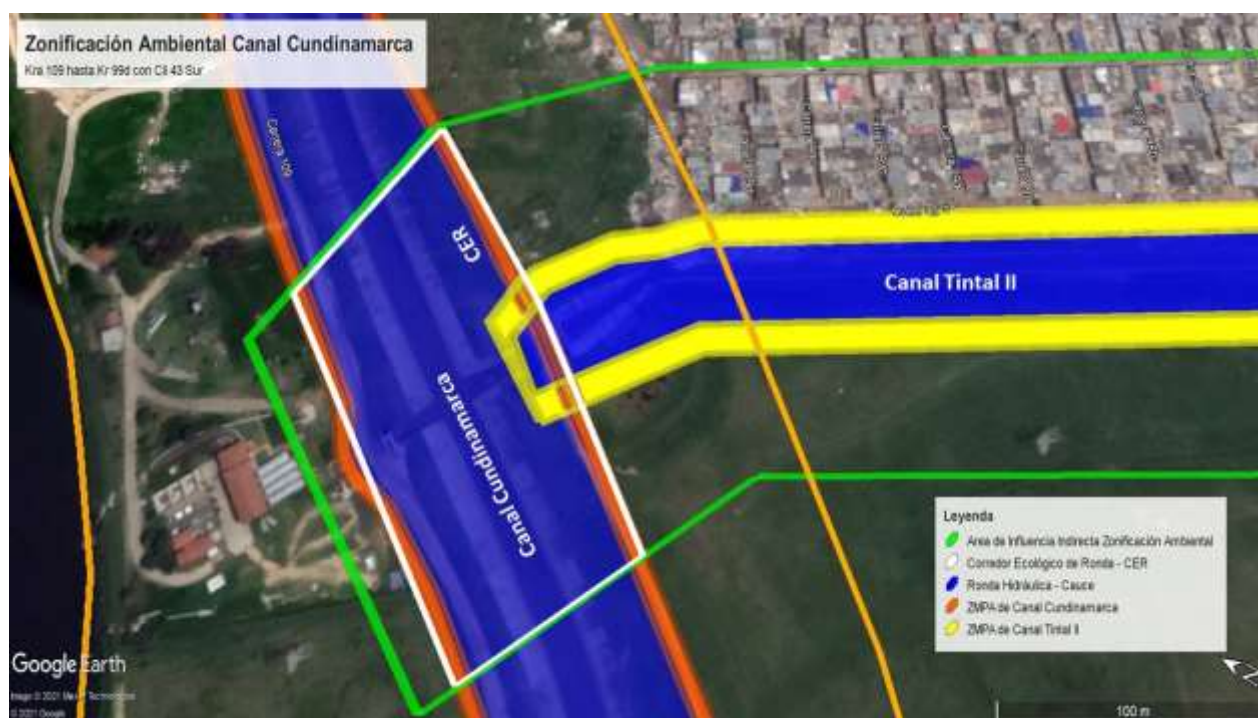 Zonificación Ambiental Canal Cundinamarca
Kra 109 hasta Kr 99d con Cll 43 Sur
CER
Canal Tintal II
Canal Cundinamarca
Leyenda
Area de Influencia Indirecta Zonificación Ambiental
Corredor Ecológico de Ronda - CER
Ronda Hidráulica - Cauce
ZMPA de Canal Cundinamarca
ZMPA de Canal Tintal II
Google Earth
© 2021 Google
100 m
N